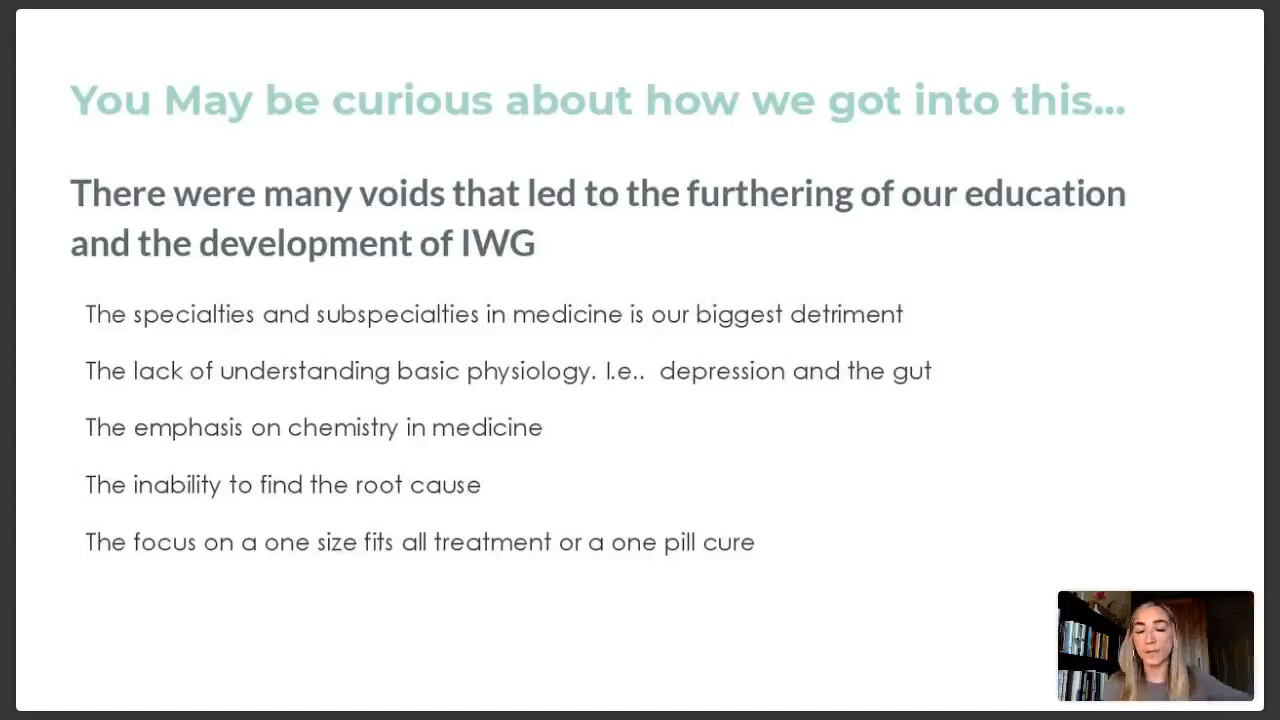 You May be curious about how we got into this...
There were many voids that led to the furthering of our education
and the development of IWG
The specialties and subspecialties in medicine is our biggest detriment
The lack of understanding basic physiology. I.e..  depression and the gut
The emphasis on chemistry in medicine
The inability to find the root cause
The focus on a one size fits all treatment or a one pill cure